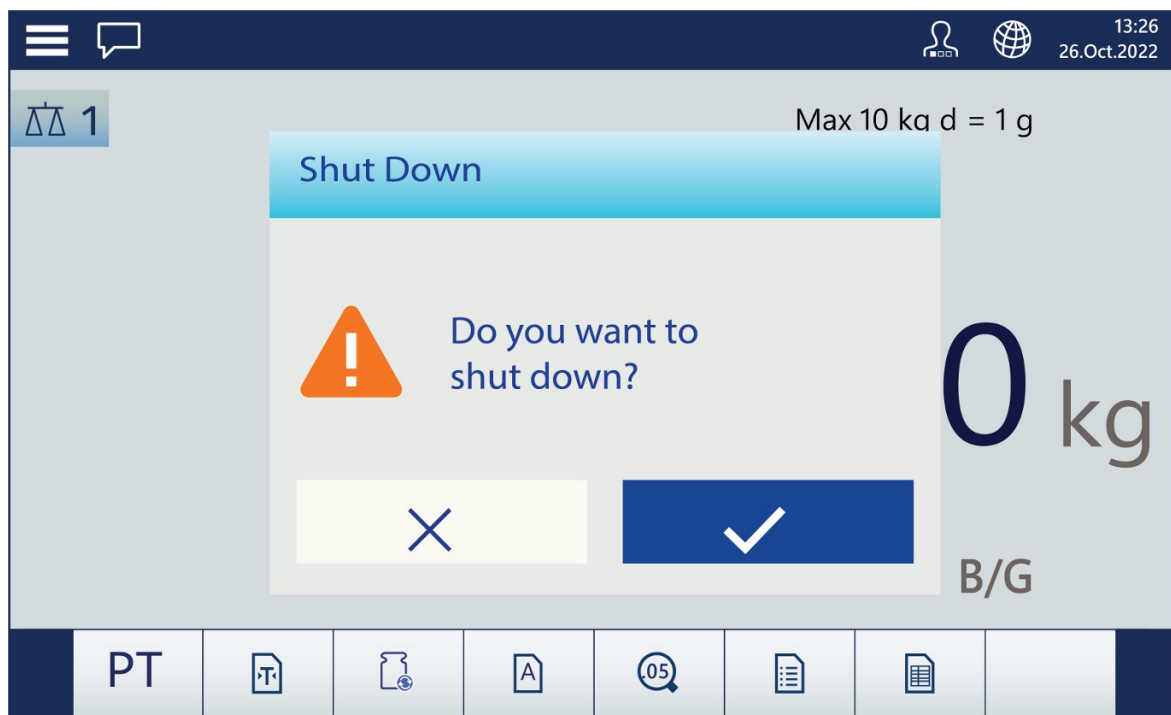 13:26
26.Oct.2022
1
Max 10 kg d = 1 g
Shut Down
Do you want to
shut down?
0 kg
B/G
PT
T
A
.05